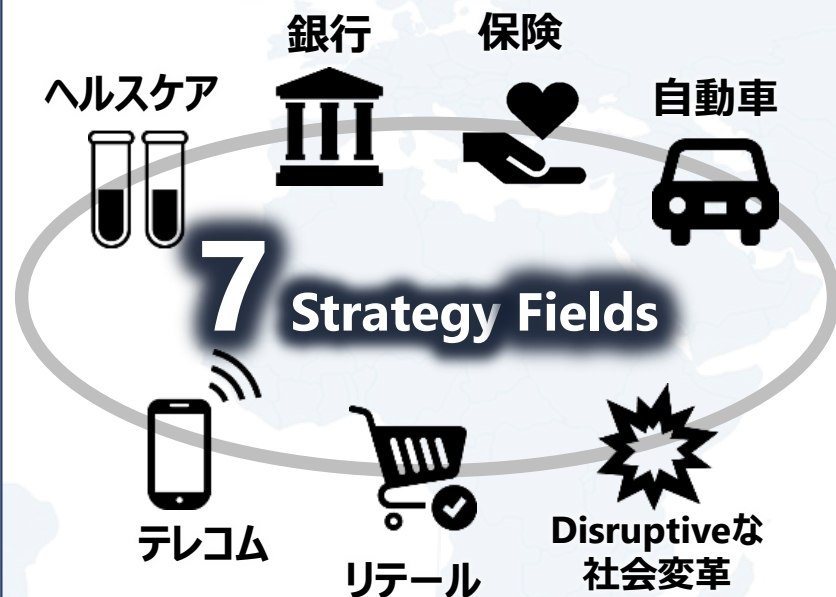 銀行
保険
ヘルスケア
自動車
7 Strategy Fields
テレコム
リテール
Disruptiveな
社会変革